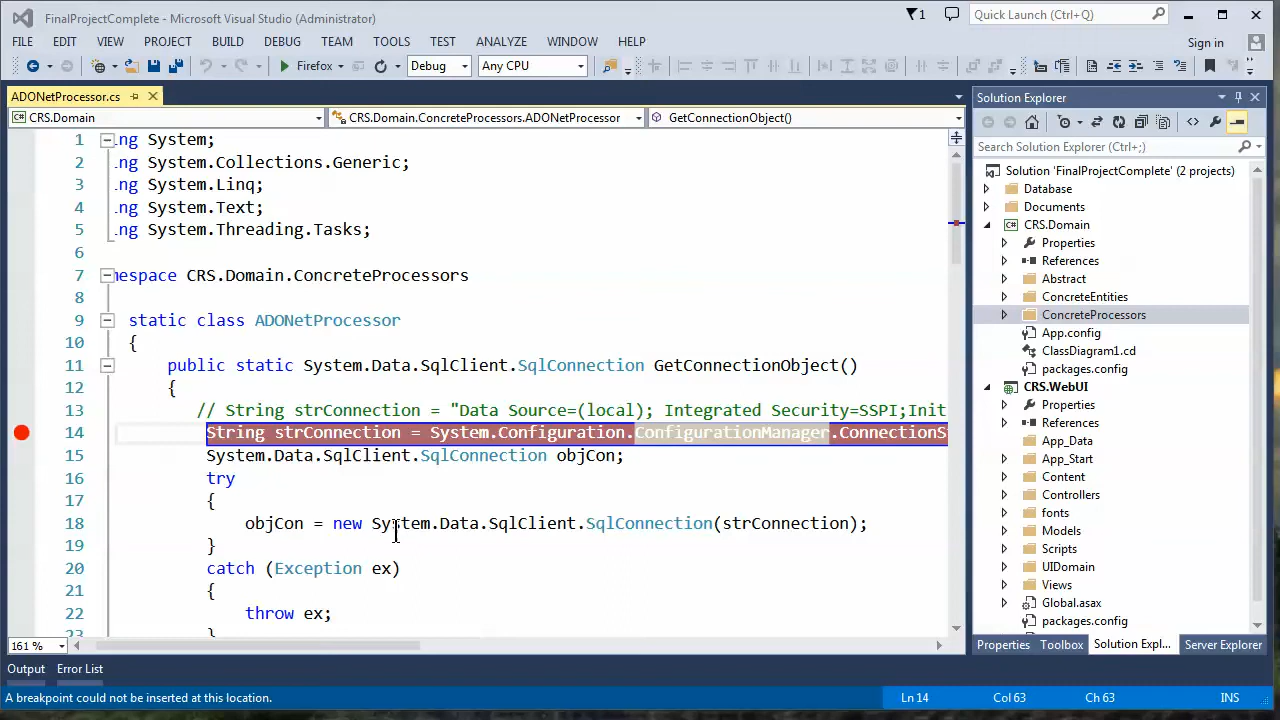 FinalProjectComplete - Microsoft Visual Studio (Administrator)
1
Quick Launch (Ctrl+Q)
FILE EDIT VIEW PROJECT BUILD DEBUG TEAM TOOLS TEST ANALYZE WINDOW HELP
Sign in
Firefox Debug Any CPU
ADONetProcessor.cs
CRS.Domain CRS.Domain.ConcreteProcessors.ADONetProcessor GetConnectionObject()
1 ng System;
2 ng System.Collections.Generic;
3 ng System.Linq;
4 ng System.Text;
5 ng System.Threading.Tasks;
6
7 mespace CRS.Domain.ConcreteProcessors
8
9 static class ADONetProcessor
10 {
11 public static System.Data.SqlClient.SqlConnection GetConnectionObject()
12 {
13 // String strConnection = "Data Source=(local); Integrated Security=SSPI;Init
14 String strConnection = System.Configuration.ConfigurationManager.ConnectionS
15 System.Data.SqlClient.SqlConnection objCon;
16 try
17 {
18 objCon = new System.Data.SqlClient.SqlConnection(strConnection);
19 }
20 catch (Exception ex)
21 {
22 throw ex;
23 }
161 %
Solution Explorer
Search Solution Explorer (Ctrl+;)
Solution 'FinalProjectComplete' (2 projects)
Database
Documents
CRS.Domain
Properties
References
Abstract
ConcreteEntities
ConcreteProcessors
App.config
ClassDiagram1.cd
packages.config
CRS.WebUI
Properties
References
App_Data
App_Start
Content
Controllers
fonts
Models
Scripts
UIDomain
Views
Global.asax
packages.config
Properties Toolbox Solution Expl... Server Explorer
Output Error List
A breakpoint could not be inserted at this location.
Ln 14 Col 63 Ch 63 INS